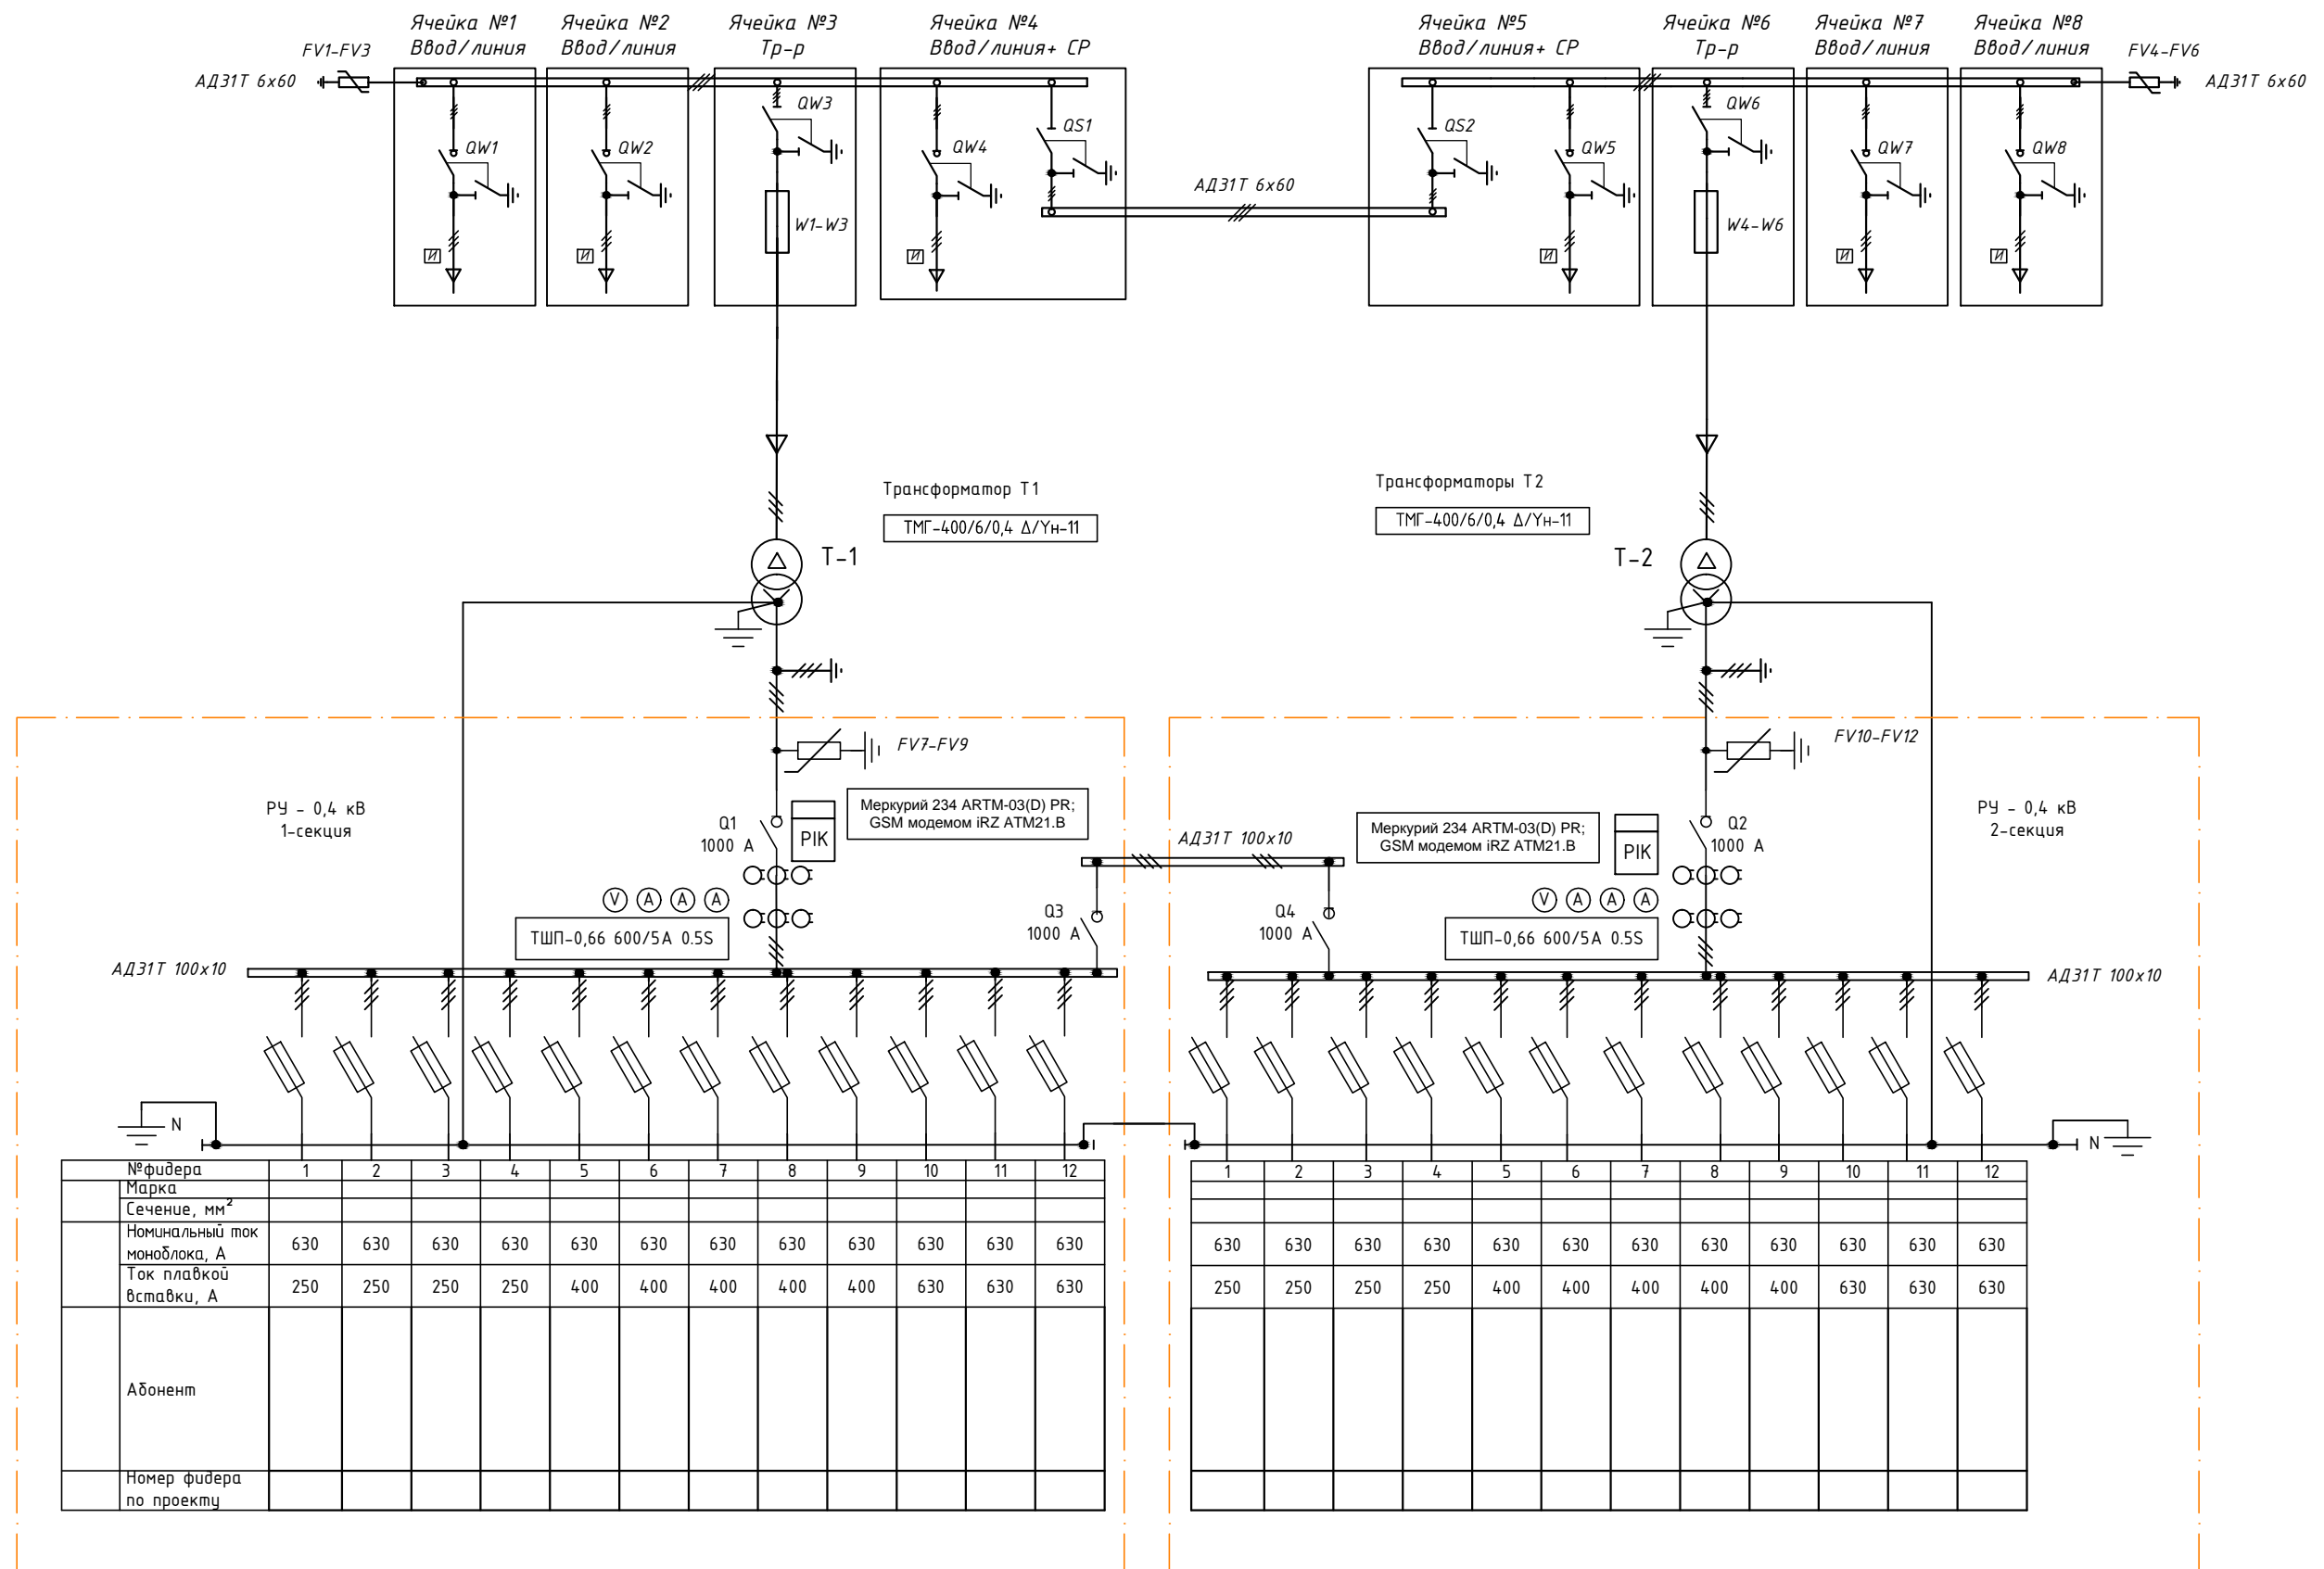 Ячейка №1
Ввод/линия
Ячейка №2
Ввод/линия
Ячейка №3
Тр-р
Ячейка №4
Ввод/линия+ СР
Ячейка №5
Ввод/линия+ СР
Ячейка №6
Тр-р
Ячейка №7
Ввод/линия
Ячейка №8
Ввод/линия
FV1-FV3
FV4-FV6
АД31Т 6х60
АД31Т 6х60
QW1
QW2
QW3
QW4
QS1
QS2
QW5
QW6
QW7
QW8
W1-W3
АД31Т 6х60
W4-W6
И
И
И
И
И
И
Трансформатор Т1
ТМГ-400/6/0,4 Δ/Yн-11
Т-1
Трансформаторы Т2
ТМГ-400/6/0,4 Δ/Yн-11
Т-2
FV7-FV9
FV10-FV12
РУ - 0,4 кВ
1-секция
Q1
1000 А
PIK
Меркурий 234 ARTM-03(D) PR;
GSM модемом iRZ ATM21.B
АД31Т 100х10
Меркурий 234 ARTM-03(D) PR;
GSM модемом iRZ ATM21.B
PIK
Q2
1000 А
РУ - 0,4 кВ
2-секция
V A A A
ТШП-0,66 600/5А 0.5S
Q3
1000 А
Q4
1000 А
V A A A
ТШП-0,66 600/5А 0.5S
АД31Т 100х10
АД31Т 100х10
N
N
№фидера 1 2 3 4 5 6 7 8 9 10 11 12
Марка
Сечение, мм²
Номинальный ток
моноблока, А 630 630 630 630 630 630 630 630 630 630 630 630
Ток плавкой
вставки, А 250 250 250 250 400 400 400 400 400 630 630 630
Абонент
Номер фидера
по проекту
1 2 3 4 5 6 7 8 9 10 11 12
630 630 630 630 630 630 630 630 630 630 630 630
250 250 250 250 400 400 400 400 400 630 630 630